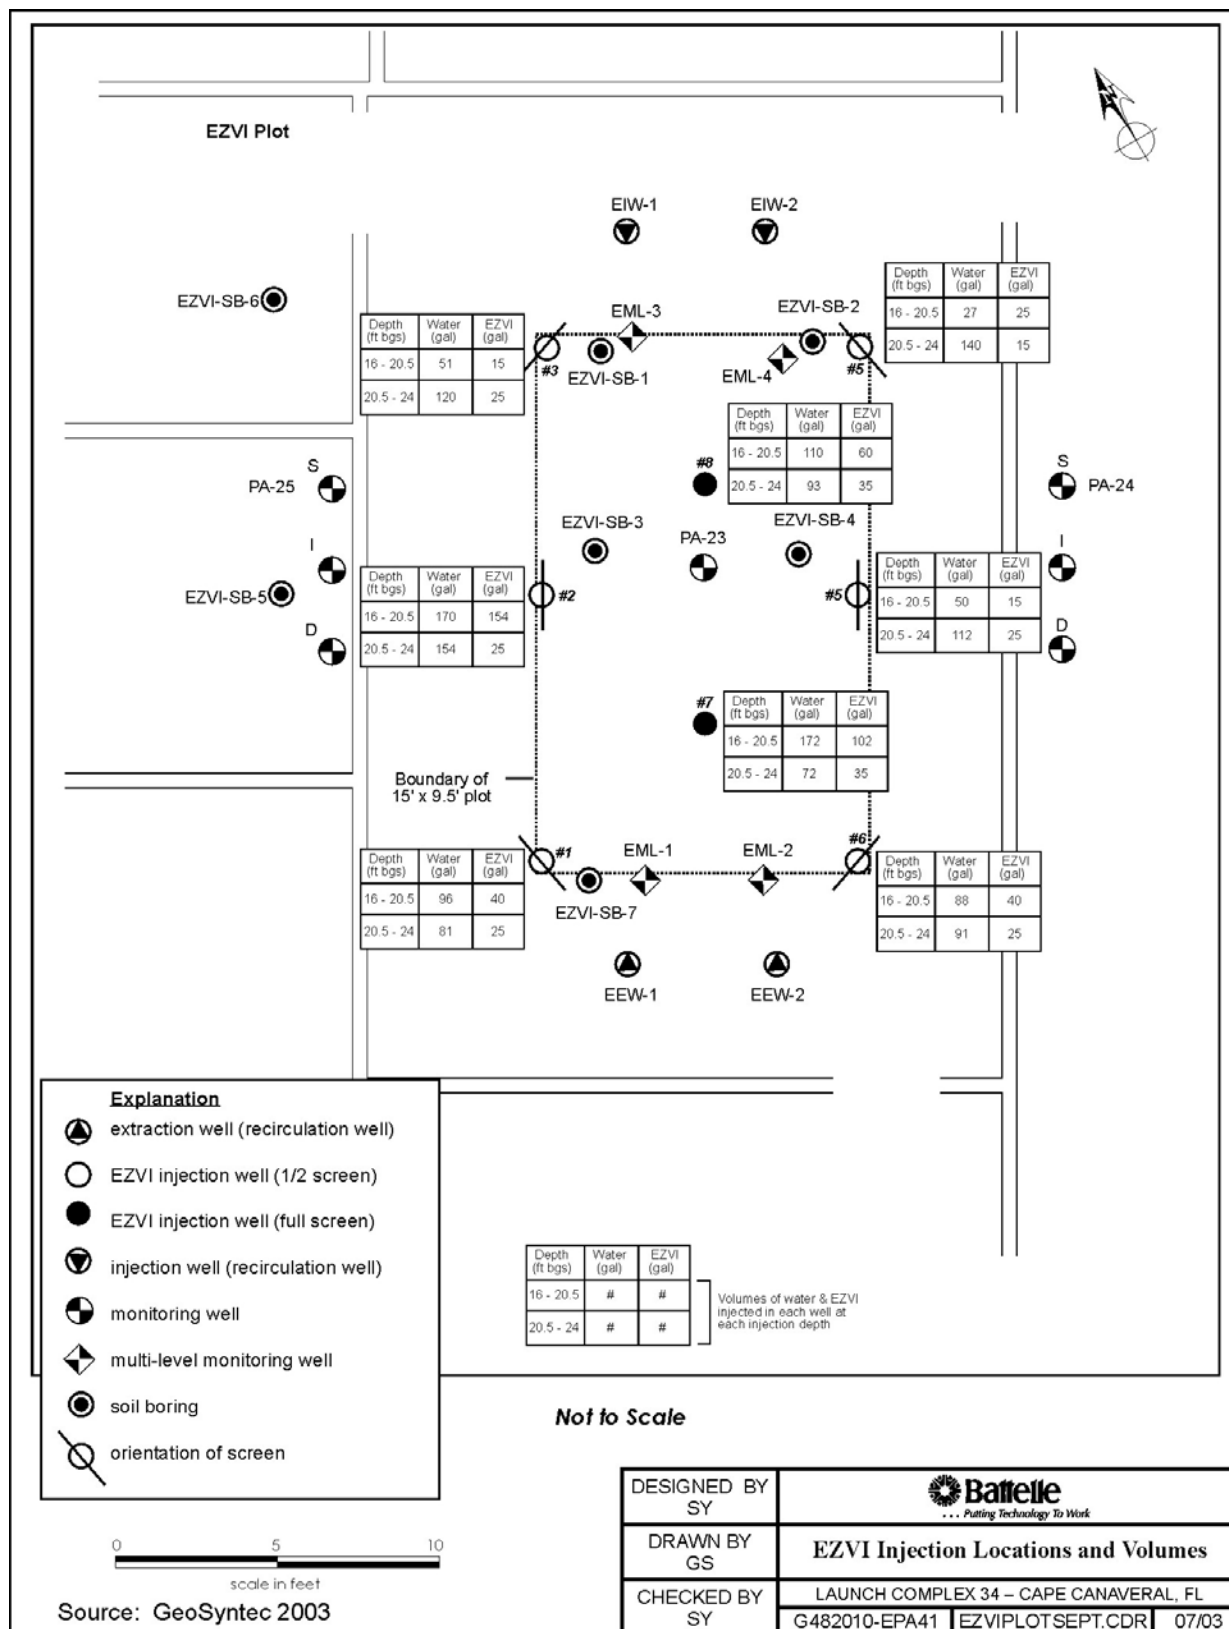 EZVI Plot
EIW-1
EIW-2
EZVI-SB-6
EML-3
EZVI-SB-2
Depth (ft bgs) Water (gal) EZVI (gal)
16 - 20.5 27 25
20.5 - 24 140 15
Depth (ft bgs) Water (gal) EZVI (gal)
16 - 20.5 51 15
20.5 - 24 120 25
#3
EZVI-SB-1
EML-4
#5
Depth (ft bgs) Water (gal) EZVI (gal)
16 - 20.5 110 60
20.5 - 24 93 35
#8
S
PA-25
S
PA-24
EZVI-SB-3
PA-23
EZVI-SB-4
I
I
EZVI-SB-5
D
D
Depth (ft bgs) Water (gal) EZVI (gal)
16 - 20.5 170 154
20.5 - 24 154 25
#2
#5
Depth (ft bgs) Water (gal) EZVI (gal)
16 - 20.5 50 15
20.5 - 24 112 25
#7
Depth (ft bgs) Water (gal) EZVI (gal)
16 - 20.5 172 102
20.5 - 24 72 35
Boundary of
15' x 9.5' plot
Depth (ft bgs) Water (gal) EZVI (gal)
16 - 20.5 96 40
20.5 - 24 81 25
#1
EML-1
EML-2
#6
Depth (ft bgs) Water (gal) EZVI (gal)
16 - 20.5 88 40
20.5 - 24 91 25
EZVI-SB-7
EEW-1
EEW-2
Explanation
extraction well (recirculation well)
EZVI injection well (1/2 screen)
EZVI injection well (full screen)
injection well (recirculation well)
monitoring well
multi-level monitoring well
soil boring
orientation of screen
Depth (ft bgs) Water (gal) EZVI (gal)
16 - 20.5 # #
20.5 - 24 # #
Volumes of water & EZVI
injected in each well at
each injection depth
Not to Scale
0 5 10
scale in feet
Source: GeoSyntec 2003
DESIGNED BY
SY
Battelle
. . . Putting Technology To Work
DRAWN BY
GS
EZVI Injection Locations and Volumes
CHECKED BY
SY
LAUNCH COMPLEX 34 – CAPE CANAVERAL, FL
G482010-EPA41 EZVIPLOTSEPT.CDR 07/03